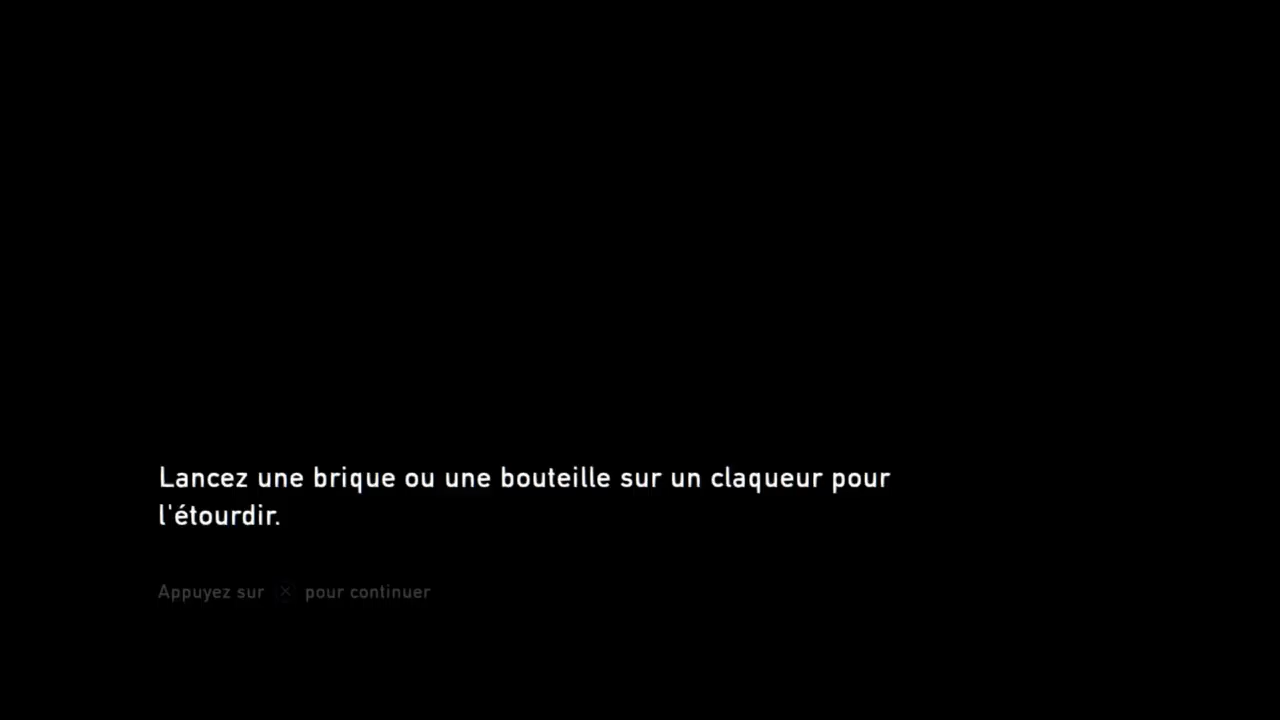 Lancez une brique ou une bouteille sur un claqueur pour
l'étourdir.
Appuyez sur ✕ pour continuer